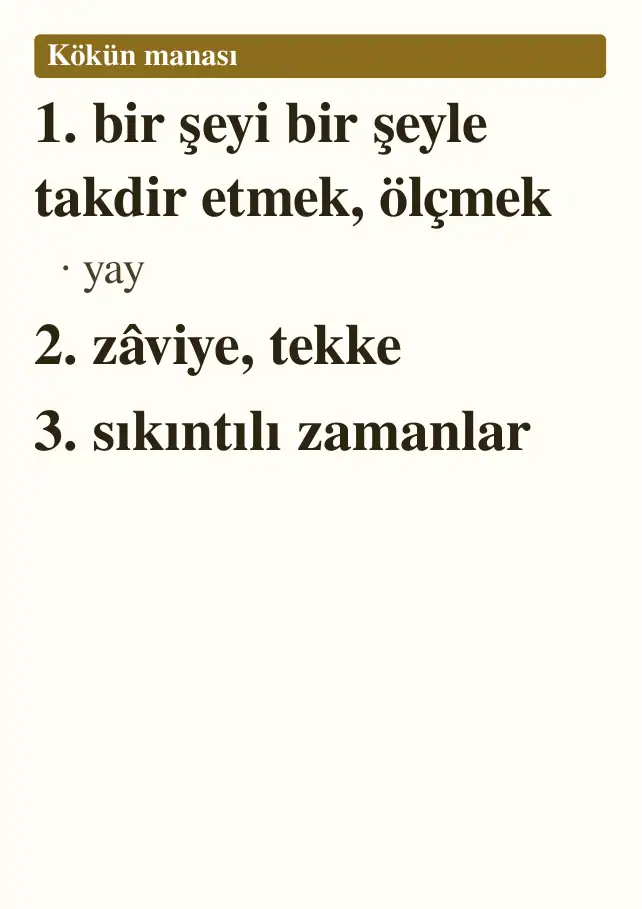 Kökün manası
1. bir şeyi bir şeyle
takdir etmek, ölçmek
· yay
2. zâviye, tekke
3. sıkıntılı zamanlar